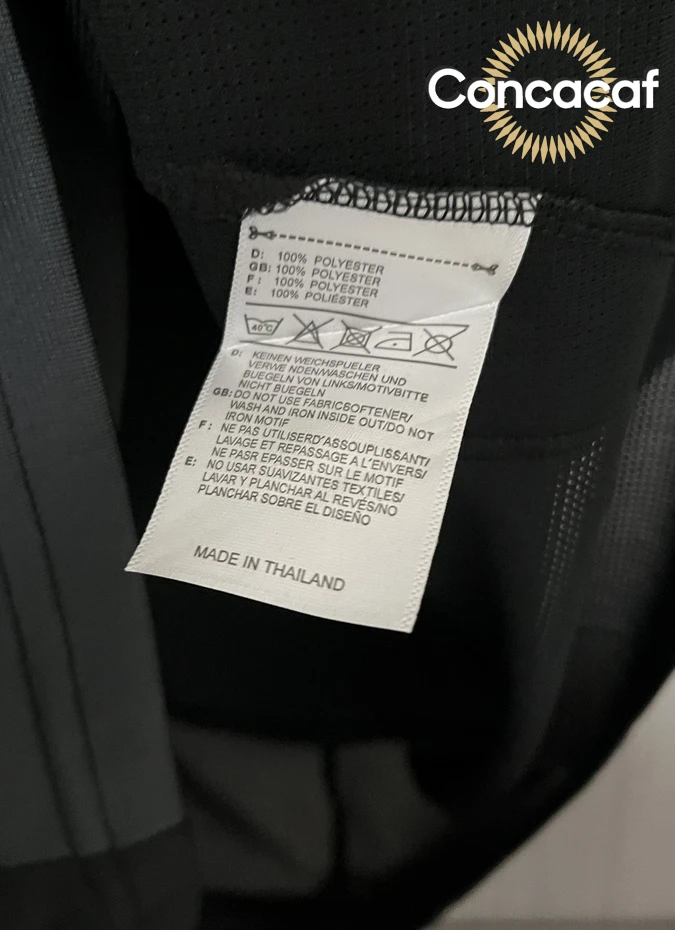 Concacaf
D: 100% POLYESTER
GB: 100% POLYESTER
F: 100% POLYESTER
E: 100% POLIÉSTER
40°C
D: KEINEN WEICHSPUELER
VERWE NDEN/WASCHEN UND
BUEGELN VON LINKS/MOTIVBITTE
NICHT BUEGELN
GB: DO NOT USE FABRICSOFTENER/
WASH AND IRON INSIDE OUT/DO NOT
IRON MOTIF
F: NE PAS UTILISERD'ASSOUPLISSANT/
LAVAGE ET REPASSAGE A L'ENVERS/
NE PASR EPASSER SUR LE MOTIF
E: NO USAR SUAVIZANTES TEXTILES/
LAVAR Y PLANCHAR AL REVÉS/NO
PLANCHAR SOBRE EL DISEÑO
MADE IN THAILAND